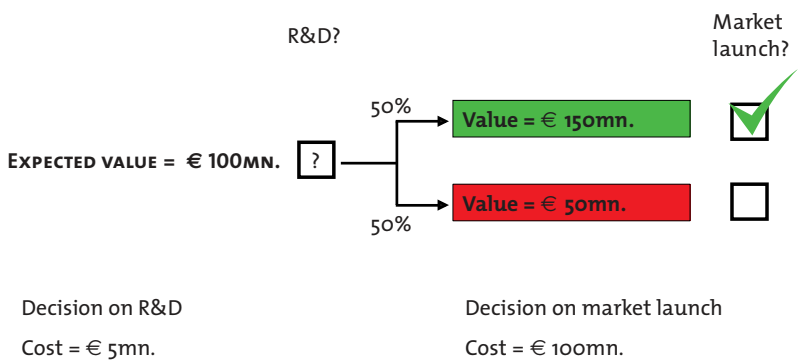 R&D?
Market
launch?
50%
Value = € 150mn.
Expected value = € 100mn.
?
Value = € 50mn.
50%
Decision on R&D
Decision on market launch
Cost = € 5mn.
Cost = € 100mn.